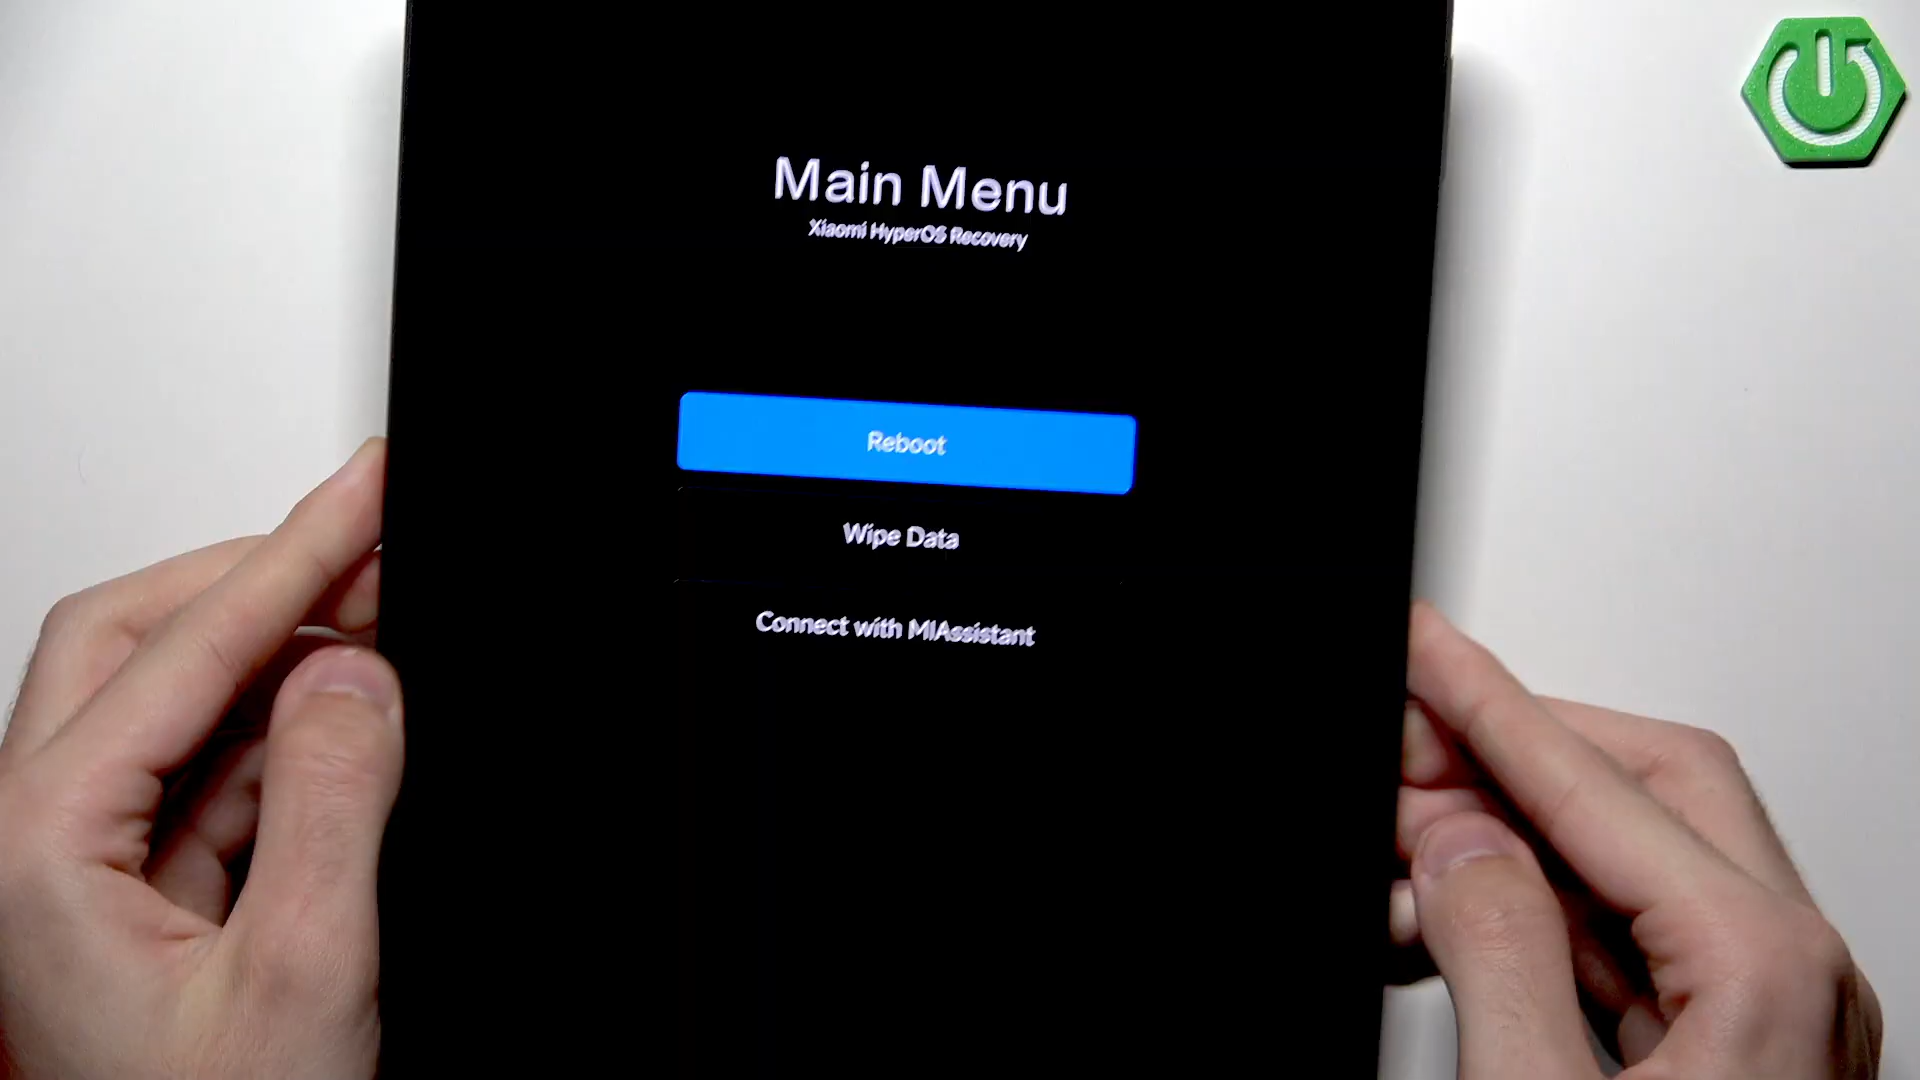 Main Menu
Xiaomi HyperOS Recovery
Reboot
Wipe Data
Connect with MIAssistant